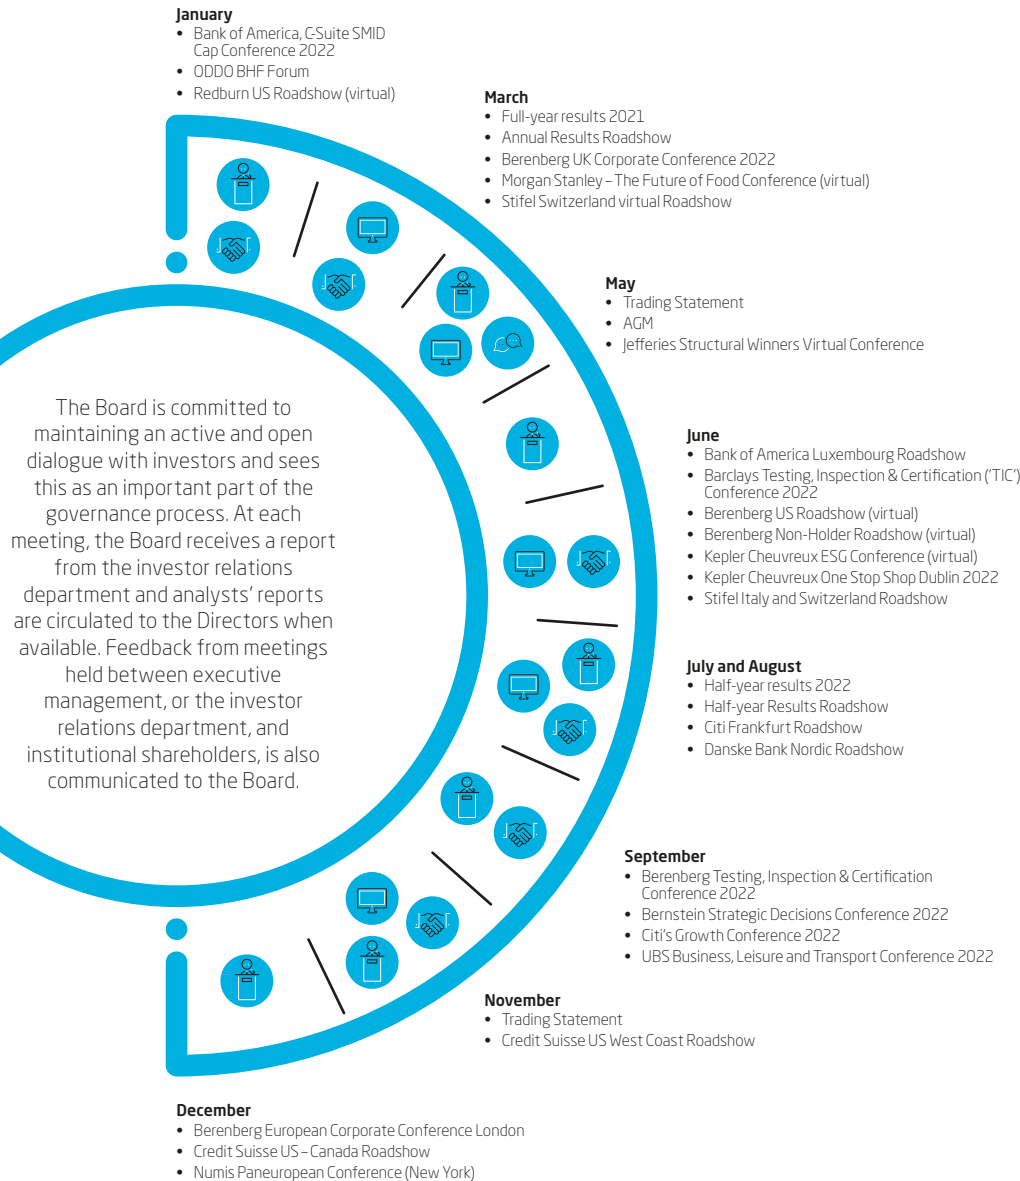 January
• Bank of America, C-Suite SMID
Cap Conference 2022
• ODDO BHF Forum
• Redburn US Roadshow (virtual)
March
• Full-year results 2021
• Annual Results Roadshow
• Berenberg UK Corporate Conference 2022
• Morgan Stanley – The Future of Food Conference (virtual)
• Stifel Switzerland virtual Roadshow
May
• Trading Statement
• AGM
• Jefferies Structural Winners Virtual Conference
The Board is committed to
maintaining an active and open
dialogue with investors and sees
this as an important part of the
governance process. At each
meeting, the Board receives a report
from the investor relations
department and analysts' reports
are circulated to the Directors when
available. Feedback from meetings
held between executive
management, or the investor
relations department, and
institutional shareholders, is also
communicated to the Board.
June
• Bank of America Luxembourg Roadshow
• Barclays Testing, Inspection & Certification ('TIC')
Conference 2022
• Berenberg US Roadshow (virtual)
• Berenberg Non-Holder Roadshow (virtual)
• Kepler Cheuvreux ESG Conference (virtual)
• Kepler Cheuvreux One Stop Shop Dublin 2022
• Stifel Italy and Switzerland Roadshow
July and August
• Half-year results 2022
• Half-year Results Roadshow
• Citi Frankfurt Roadshow
• Danske Bank Nordic Roadshow
September
• Berenberg Testing, Inspection & Certification
Conference 2022
• Bernstein Strategic Decisions Conference 2022
• Citi's Growth Conference 2022
• UBS Business, Leisure and Transport Conference 2022
November
• Trading Statement
• Credit Suisse US West Coast Roadshow
December
• Berenberg European Corporate Conference London
• Credit Suisse US – Canada Roadshow
• Numis Paneuropean Conference (New York)